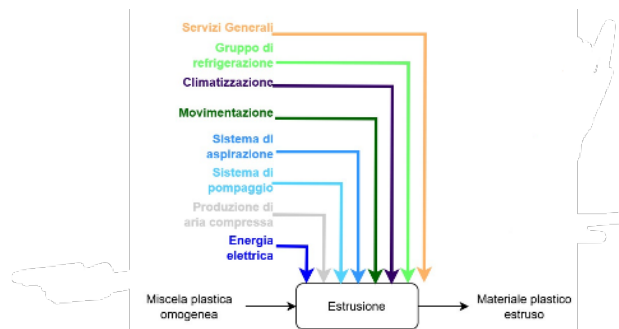 Servizi Generali
Gruppo di
refrigerazione
Climatizzazione
Movimentazione
Sistema di
aspirazione
Sistema di
pompaggio
Produzione di
aria compressa
Energia
elettrica
Miscela plastica
omogenea
Estrusione
Materiale plastico
estruso